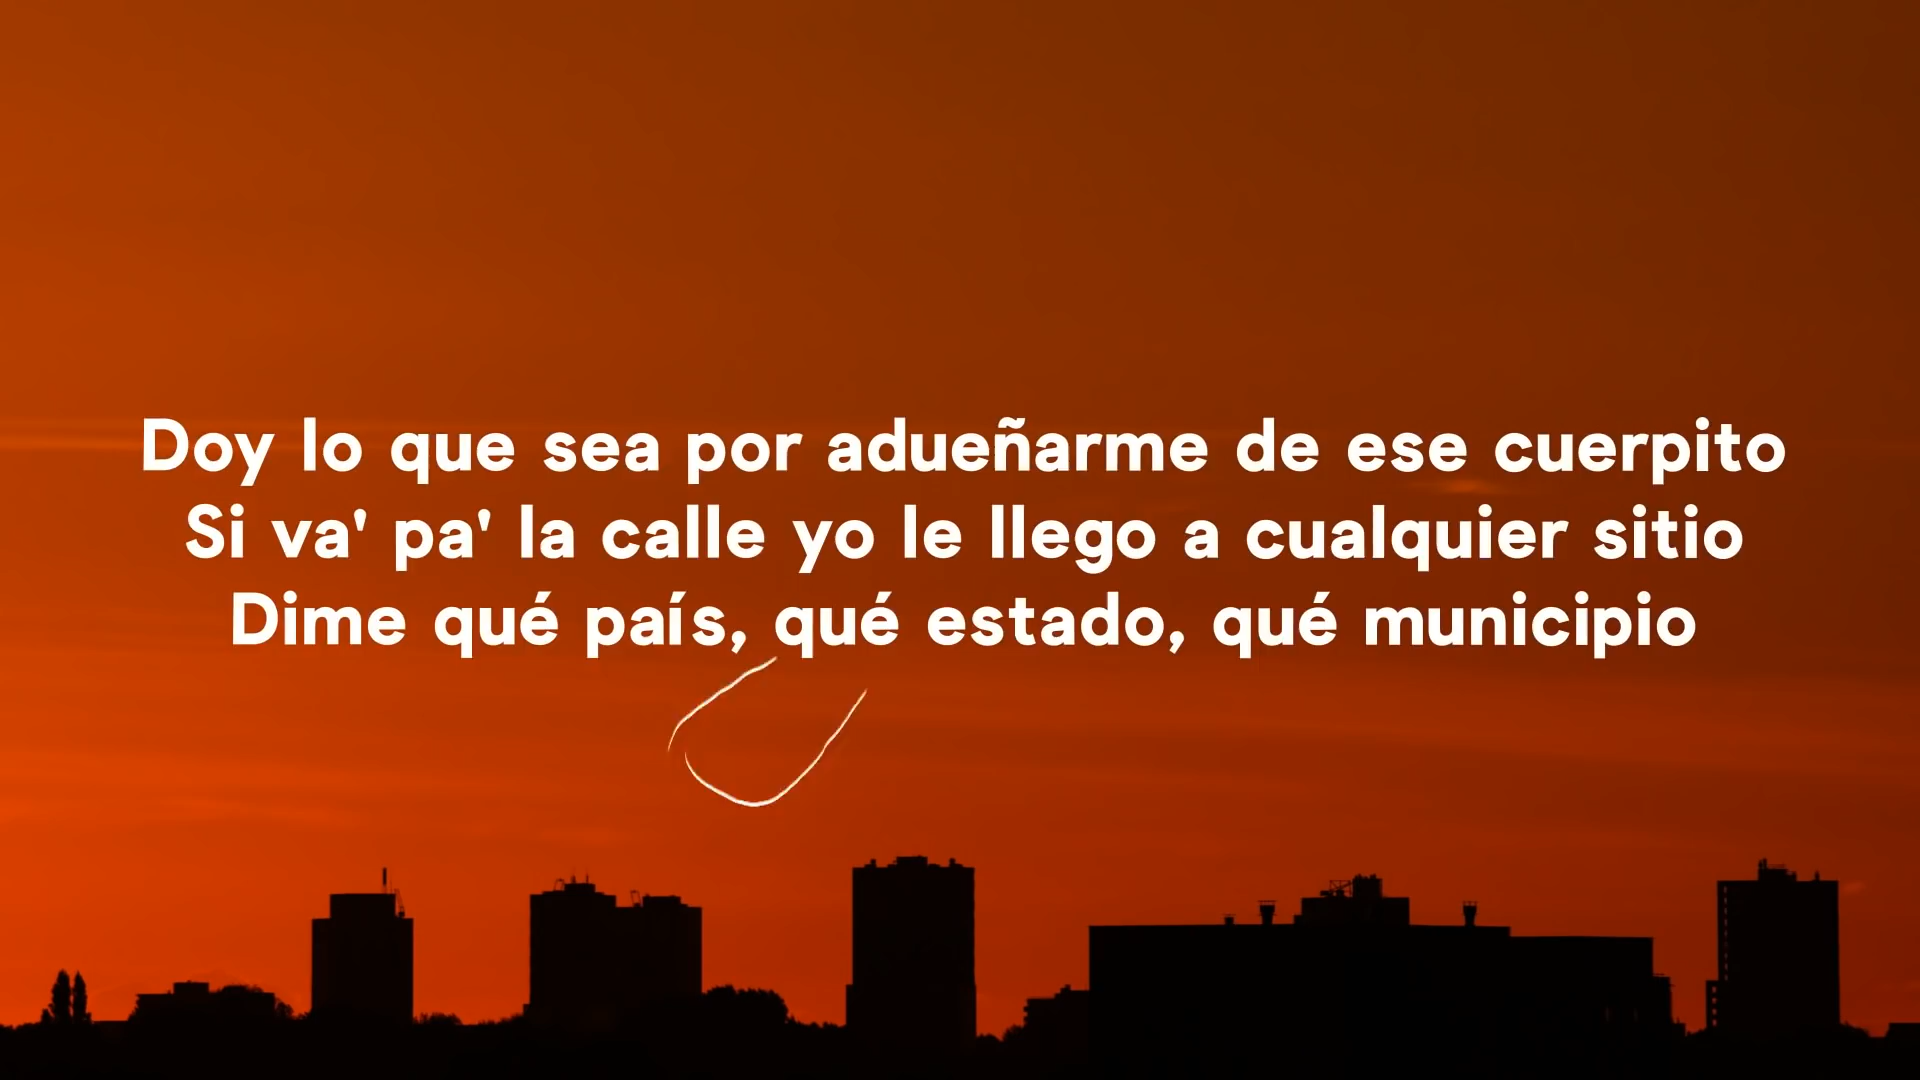 Doy lo que sea por adueñarme de ese cuerpito
Si va' pa' la calle yo le llego a cualquier sitio
Dime qué país, qué estado, qué municipio